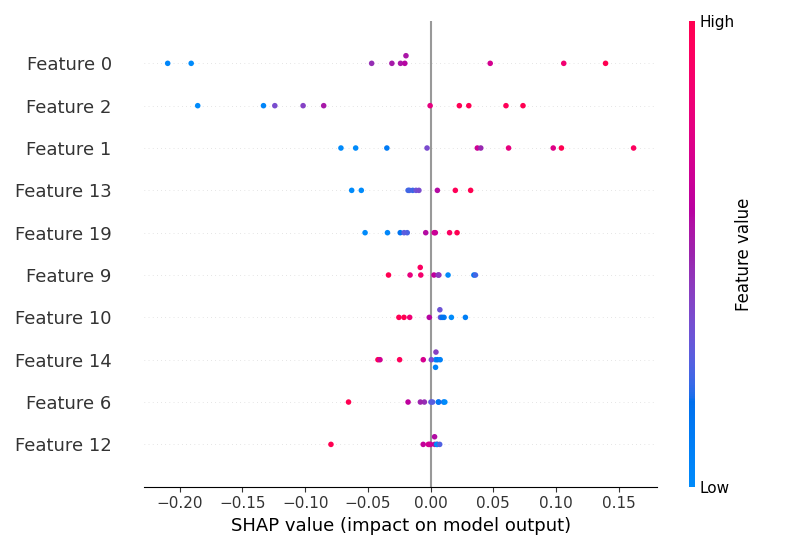 High
Feature 0
Feature 2
Feature 1
Feature 13
Feature 19
Feature 9
Feature 10
Feature 14
Feature 6
Feature 12
Feature value
Low
−0.20 −0.15 −0.10 −0.05 0.00 0.05 0.10 0.15
SHAP value (impact on model output)